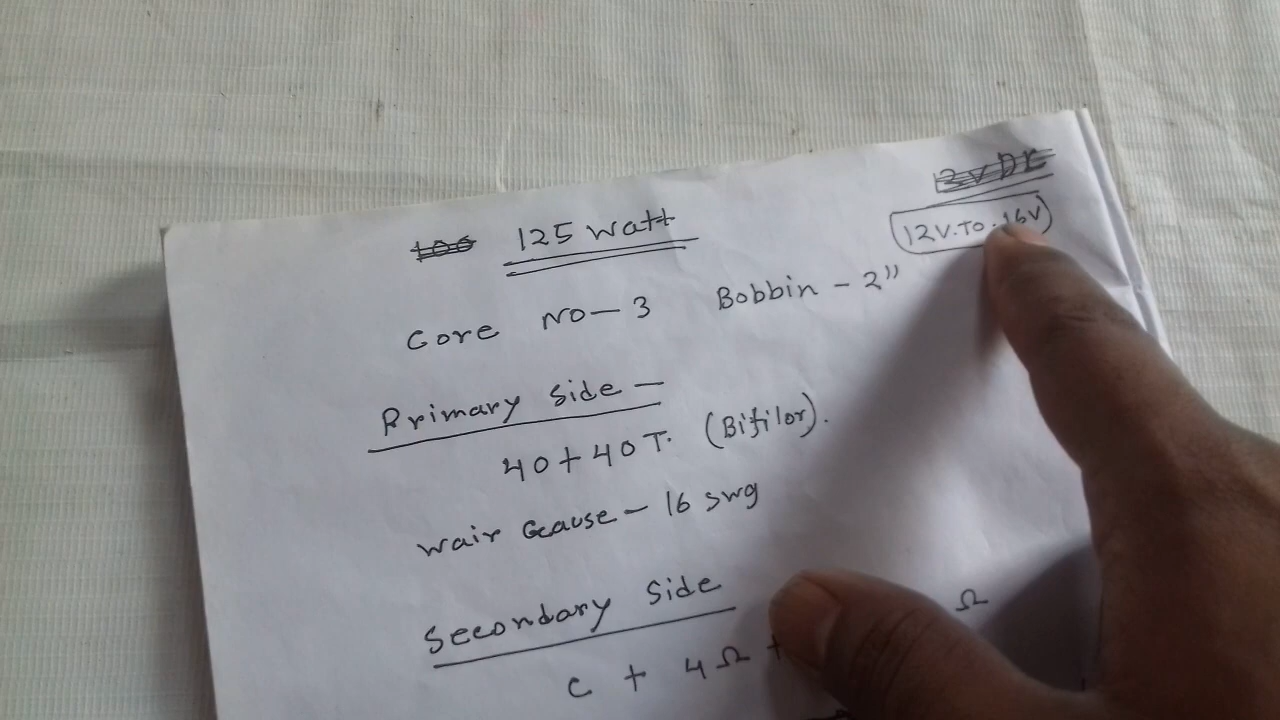 125 Watt
12V.TO.16V
Core NO-3 Bobbin - 2"
Primary Side -
40+40T. (Bifilor).
Wair Gause - 16 swg
Secondary Side
C + 4Ω + Ω